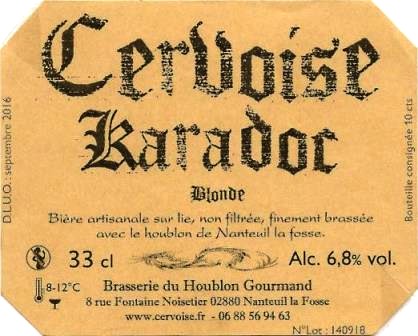 Cervoise
Karadoc
Blonde
Bière artisanale sur lie, non filtrée, finement brassée
avec le houblon de Nanteuil la fosse.
33 cl
Alc. 6,8% vol.
8-12°C
Brasserie du Houblon Gourmand
8 rue Fontaine Noisetier 02880 Nanteuil la Fosse
www.cervoise.fr - 06 88 56 94 63
N°Lot : 140918
D.L.U.O.: septembre 2016
Bouteille consignée 10 cts